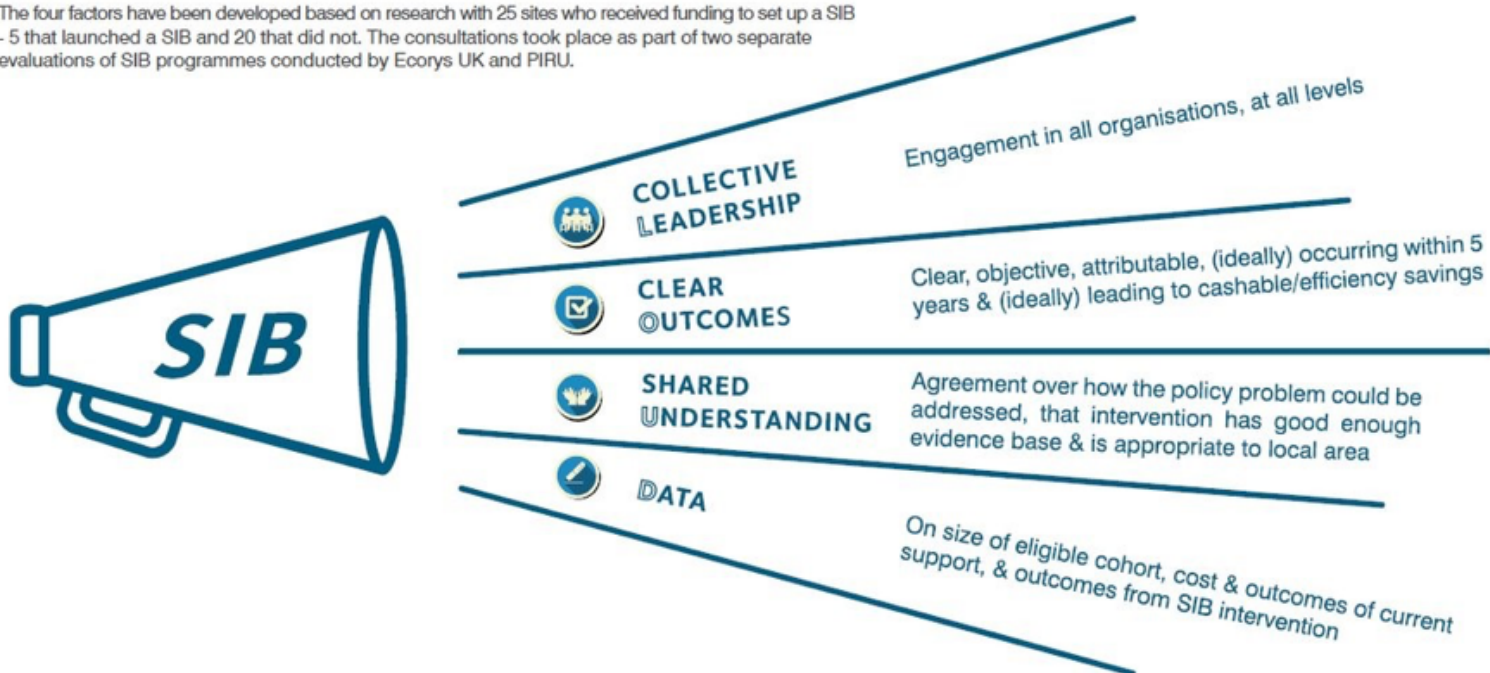 The four factors have been developed based on research with 25 sites who received funding to set up a SIB
- 5 that launched a SIB and 20 that did not. The consultations took place as part of two separate
evaluations of SIB programmes conducted by Ecorys UK and PIRU.
SIB
COLLECTIVE
LEADERSHIP
Engagement in all organisations, at all levels
CLEAR
OUTCOMES
Clear, objective, attributable, (ideally) occurring within 5
years & (ideally) leading to cashable/efficiency savings
SHARED
UNDERSTANDING
Agreement over how the policy problem could be
addressed, that intervention has good enough
evidence base & is appropriate to local area
DATA
On size of eligible cohort, cost & outcomes of current
support, & outcomes from SIB intervention